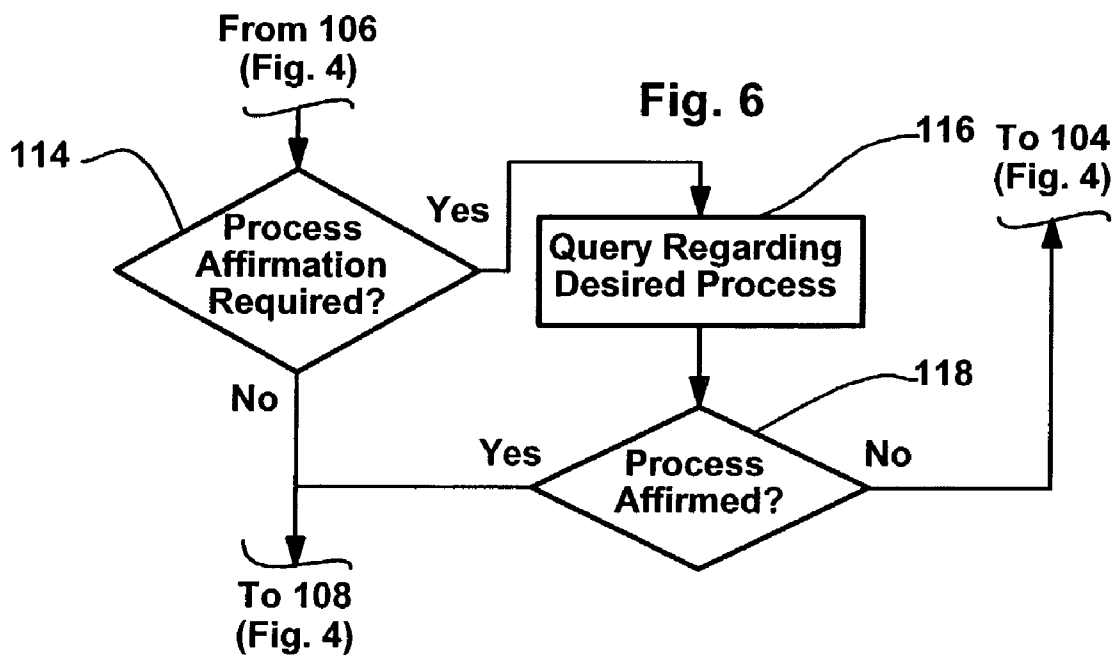 From 106
(Fig. 4)
Fig. 6
114
116
To 104
(Fig. 4)
Yes
Process
Affirmation
Required?
Query Regarding
Desired Process
No
118
Yes
Process
Affirmed?
No
To 108
(Fig. 4)